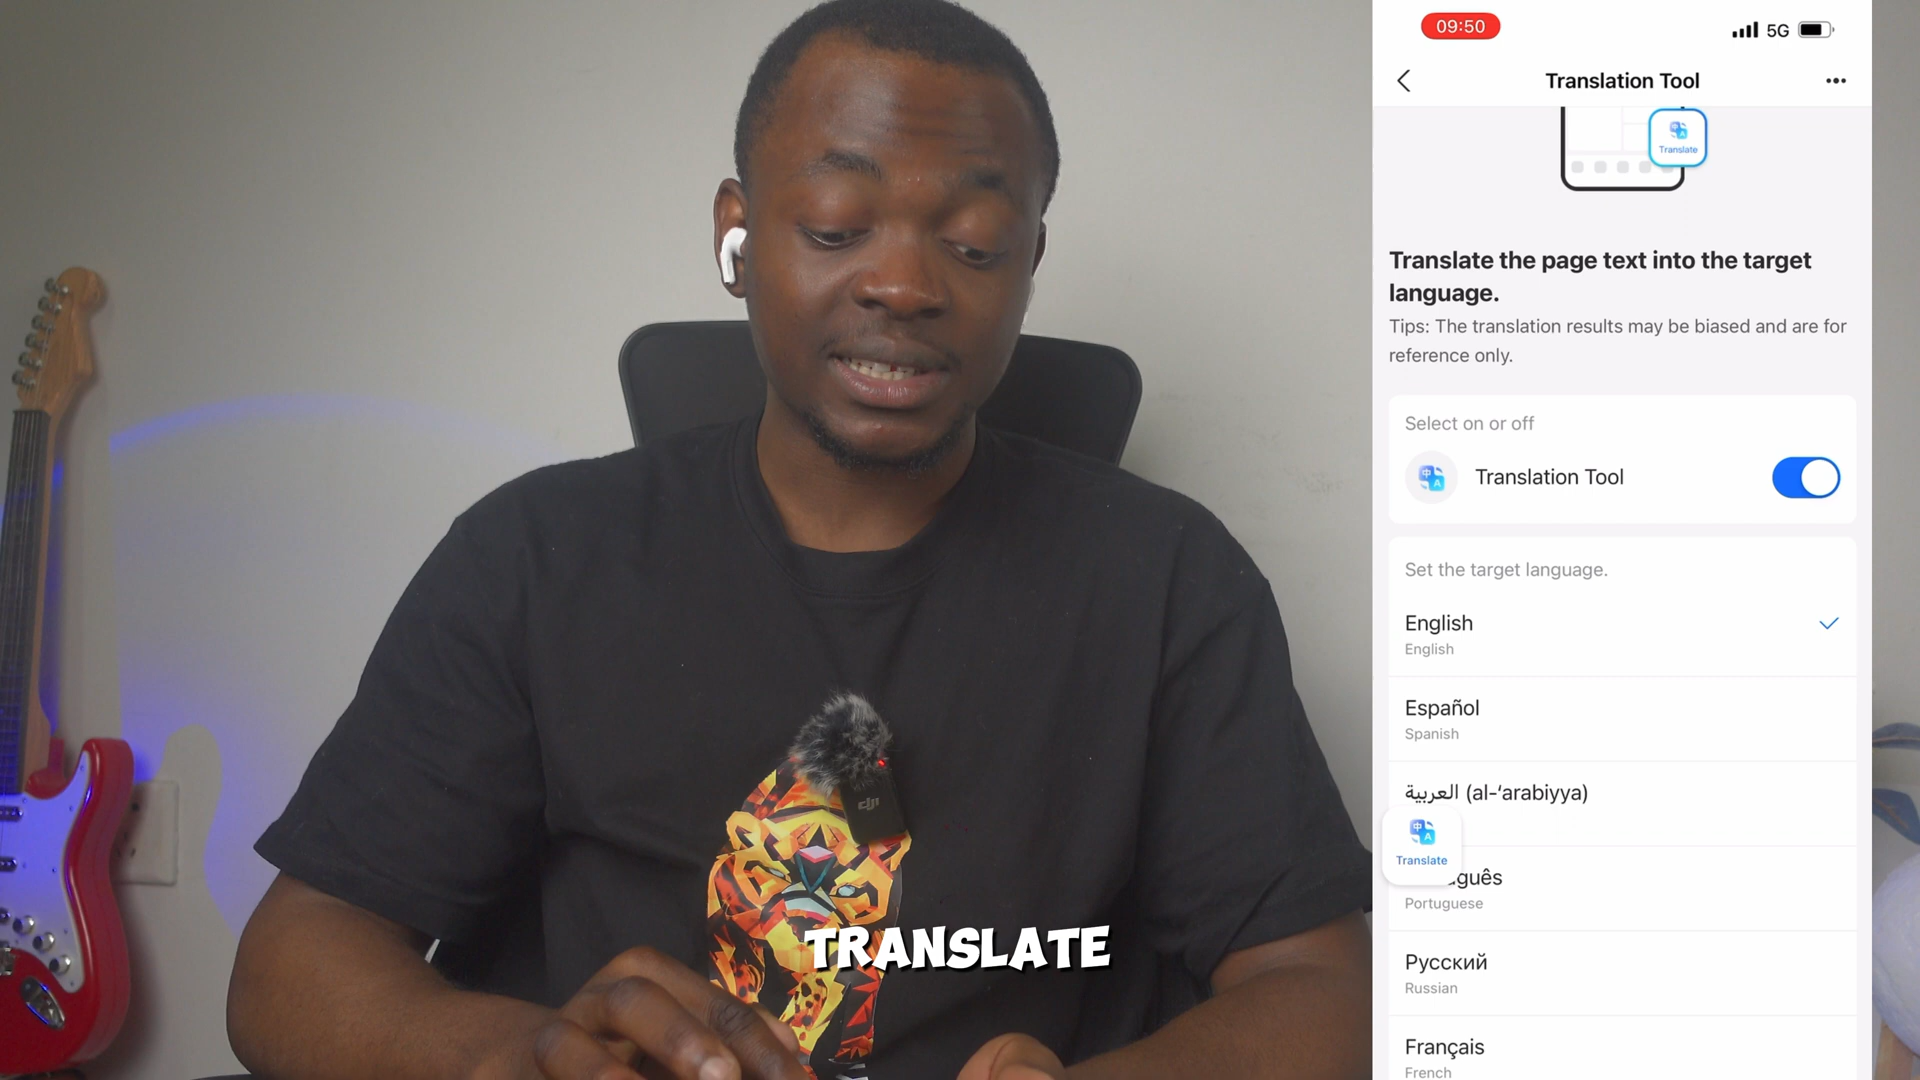 09:50
5G
Translation Tool
Translate
Translate the page text into the target
language.
Tips: The translation results may be biased and are for
reference only.
Select on or off
Translation Tool
Set the target language.
English
English
Español
Spanish
العربية (al-‘arabiyya)
Translate
guês
Portuguese
Русский
Russian
Français
French
dji
TRANSLATE